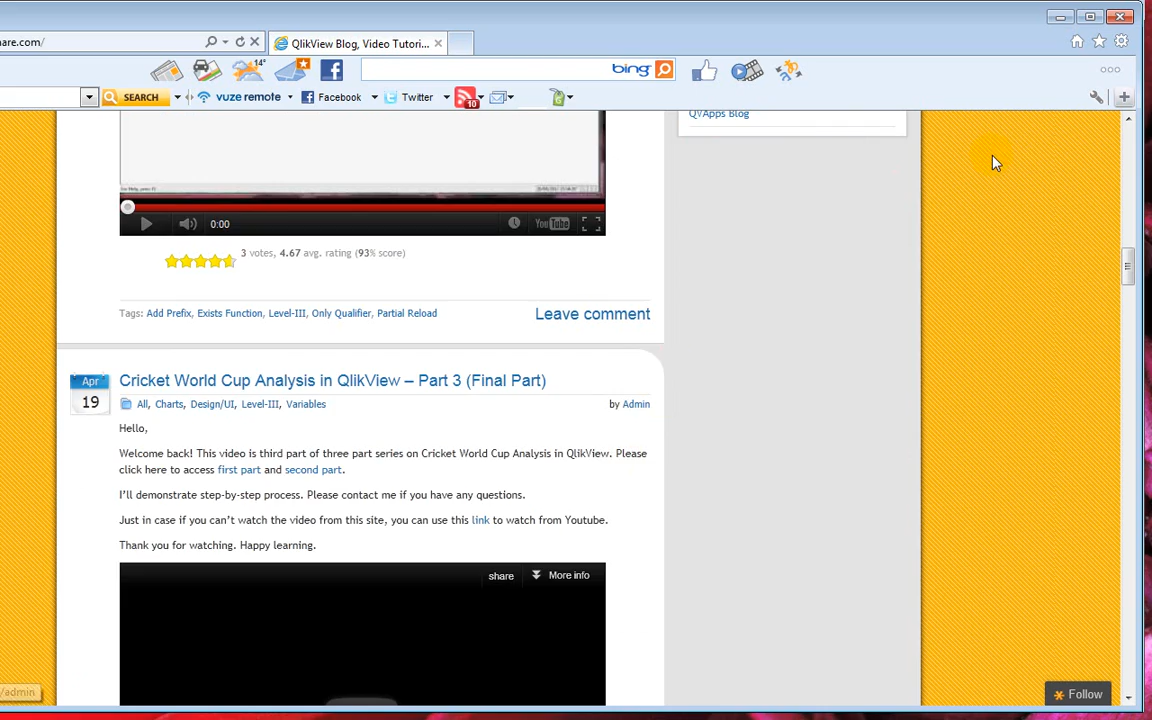 are.com/
QlikView Blog, Video Tutori...
14°
bing
SEARCH
vuze remote
Facebook
Twitter
10
QVApps Blog
0:00
YouTube
3 votes, 4.67 avg. rating (93% score)
Tags: Add Prefix, Exists Function, Level-III, Only Qualifier, Partial Reload
Leave comment
Apr
19
Cricket World Cup Analysis in QlikView – Part 3 (Final Part)
All, Charts, Design/UI, Level-III, Variables
by Admin
Hello,
Welcome back! This video is third part of three part series on Cricket World Cup Analysis in QlikView. Please
click here to access first part and second part.
I'll demonstrate step-by-step process. Please contact me if you have any questions.
Just in case if you can't watch the video from this site, you can use this link to watch from Youtube.
Thank you for watching. Happy learning.
share
More info
/admin
Follow